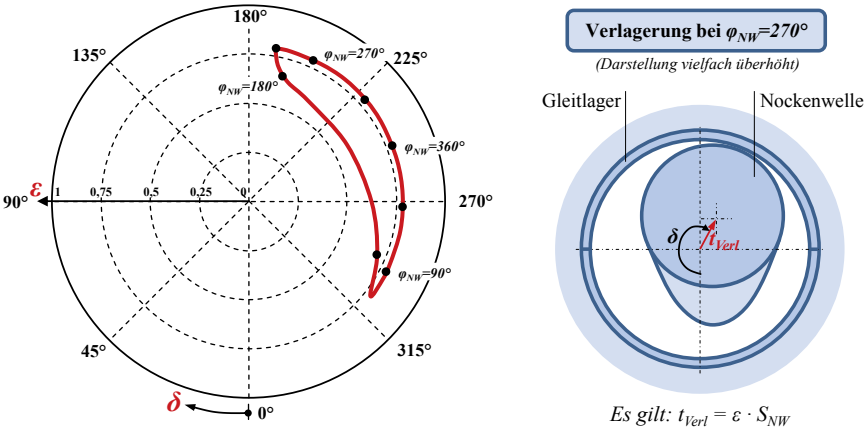 180°
135°
225°
φNW=270°
φNW=180°
φNW=360°
ε
90°
1
0,75
0,5
0,25
0
270°
φNW=90°
45°
315°
δ
0°
Verlagerung bei φNW=270°
(Darstellung vielfach überhöht)
Gleitlager
Nockenwelle
δ
tVerl
Es gilt: tVerl = ε · SNW